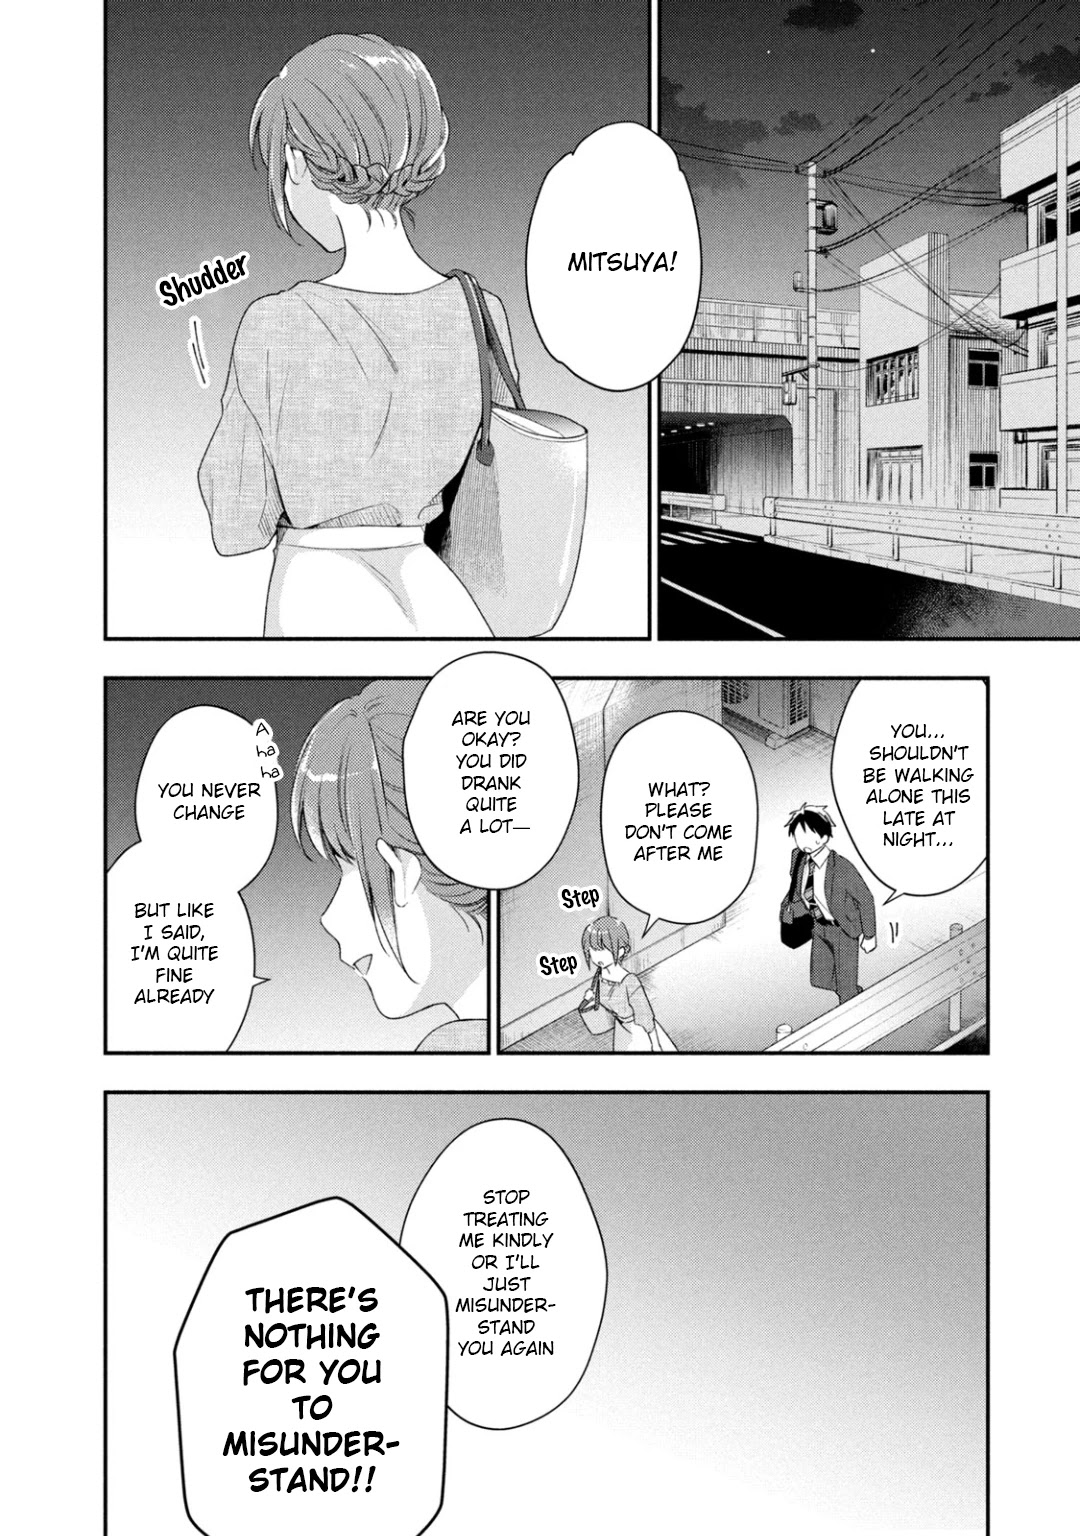 MITSUYA!
Shudder
YOU...
SHOULDN'T
BE WALKING
ALONE THIS
LATE AT
NIGHT...
WHAT?
PLEASE
DON'T COME
AFTER ME
Step
Step
ARE YOU
OKAY?
YOU DID
DRANK
QUITE
A LOT—
A
ha
ha
YOU NEVER
CHANGE
BUT LIKE
I SAID,
I'M QUITE
FINE
ALREADY
STOP
TREATING
ME KINDLY
OR I'LL
JUST
MISUNDER-
STAND
YOU AGAIN
THERE'S
NOTHING
FOR YOU
TO
MISUNDER-
STAND!!